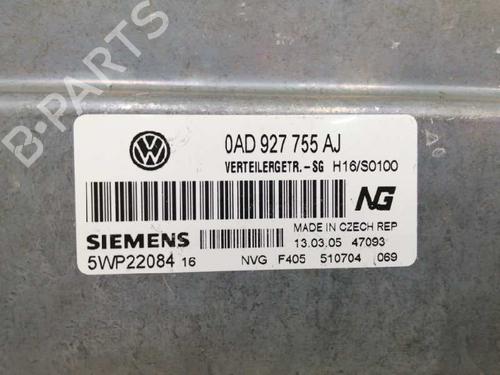 B-PARTS
0AD 927 755 AJ
VERTEILERGETR.-SG H16/S0100
NG
MADE IN CZECH REP
SIEMENS 13.03.05 47093
5WP22084 16 NVG F405 510704 069